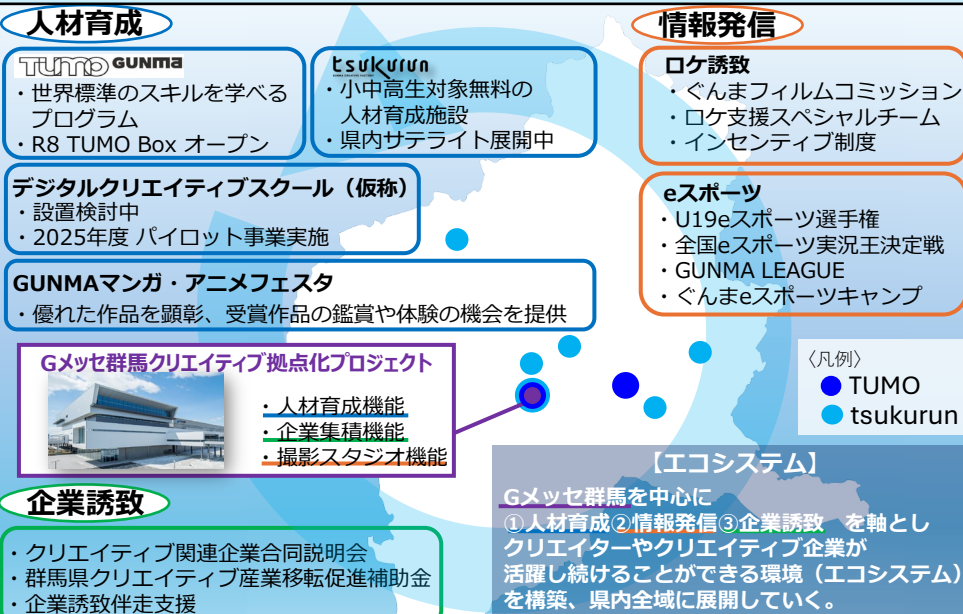 人材育成
TUMO GUNMA
・世界標準のスキルを学べる
プログラム
・R8 TUMO Box オープン
tsukurun
・小中高生対象無料の
人材育成施設
・県内サテライト展開中
デジタルクリエイティブスクール（仮称）
・設置検討中
・2025年度 パイロット事業実施
GUNMAマンガ・アニメフェスタ
・優れた作品を顕彰、受賞作品の鑑賞や体験の機会を提供
Gメッセ群馬クリエイティブ拠点化プロジェクト
・人材育成機能
・企業集積機能
・撮影スタジオ機能
企業誘致
・クリエイティブ関連企業合同説明会
・群馬県クリエイティブ産業移転促進補助金
・企業誘致伴走支援
情報発信
ロケ誘致
・ぐんまフィルムコミッション
・ロケ支援スペシャルチーム
・インセンティブ制度
eスポーツ
・U19eスポーツ選手権
・全国eスポーツ実況王決定戦
・GUNMA LEAGUE
・ぐんまeスポーツキャンプ
〈凡例〉
TUMO
tsukurun
【エコシステム】
Gメッセ群馬を中心に
①人材育成②情報発信③企業誘致　を軸とし
クリエイターやクリエイティブ企業が
活躍し続けることができる環境（エコシステム）
を構築、県内全域に展開していく。